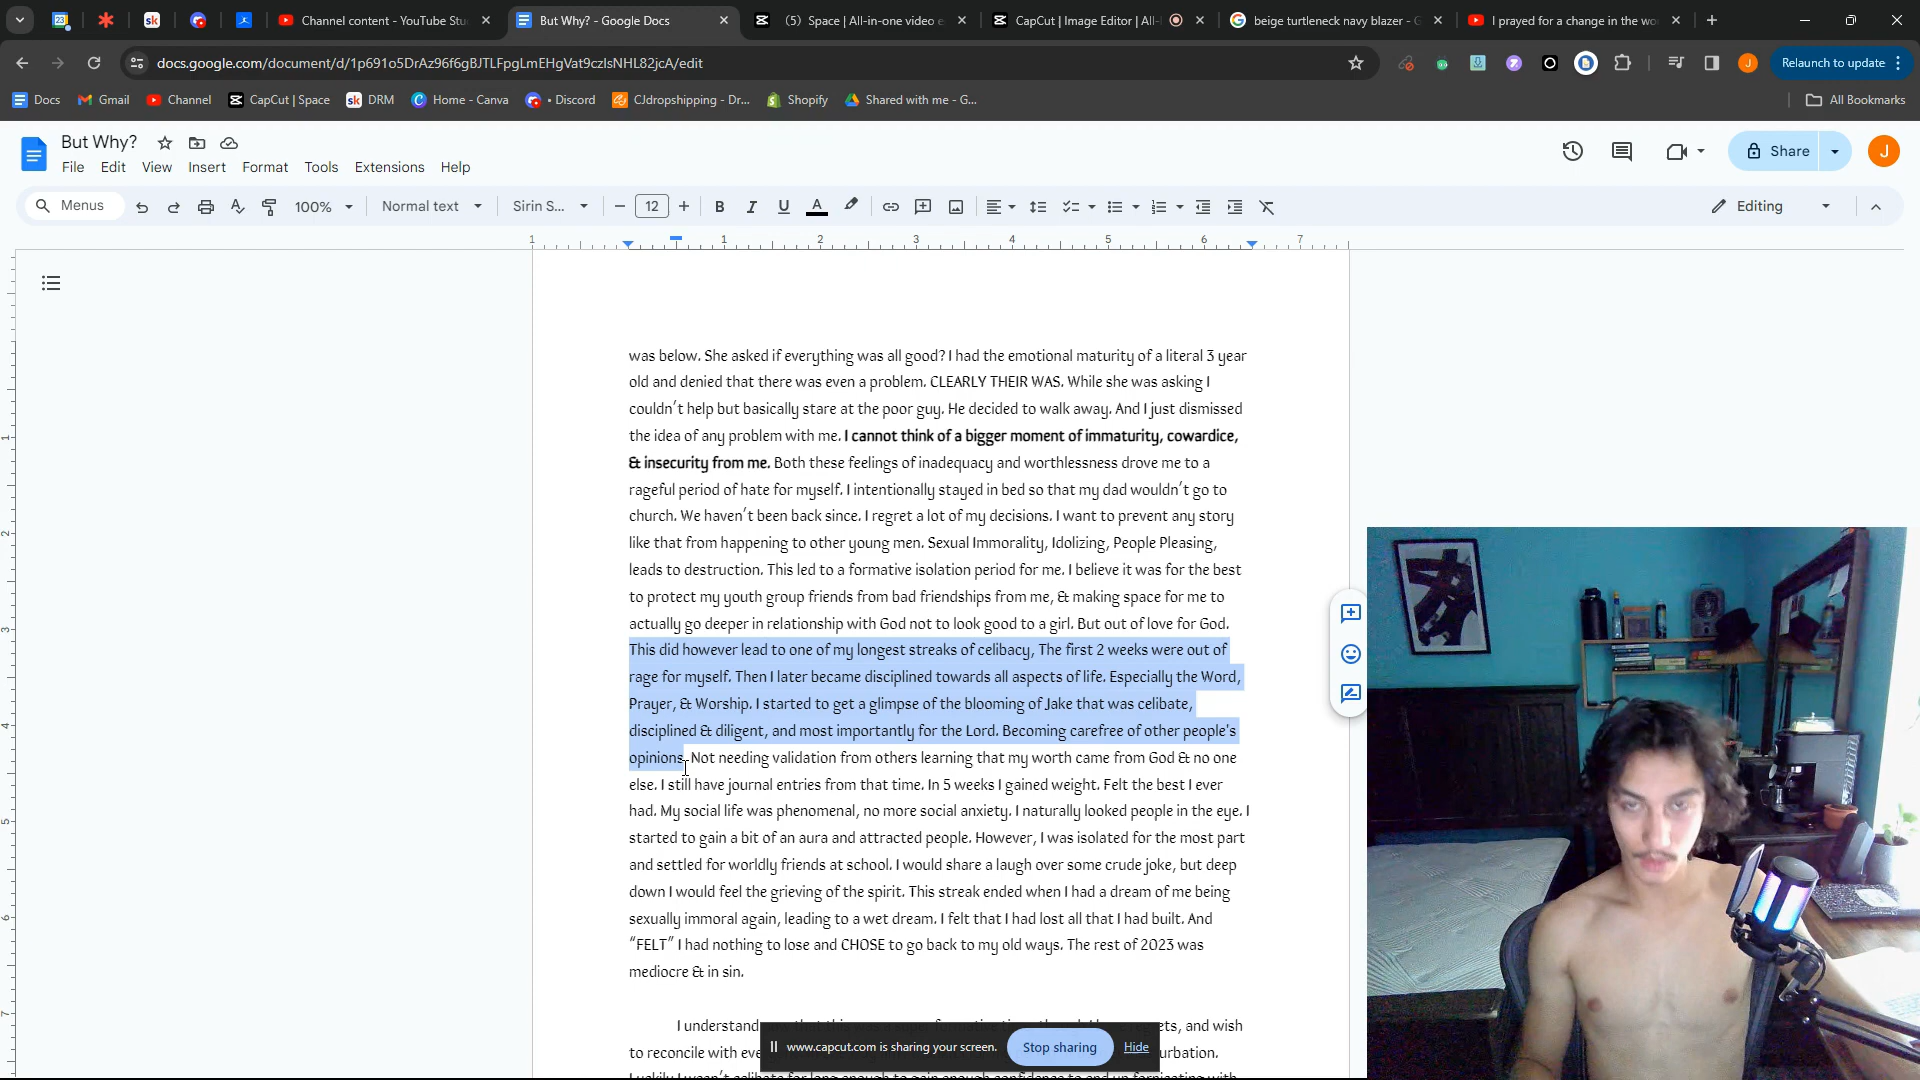 Channel content - YouTube Stu
But Why? - Google Docs
(5) Space | All-in-one video e
CapCut | Image Editor | All-
beige turtleneck navy blazer - G
I prayed for a change in the wo
docs.google.com/document/d/1p691o5DrAz96f6gBJTLFpgLmEHgVat9czIsNHL82jcA/edit
Relaunch to update
Docs
Gmail
Channel
CapCut | Space
DRM
Home - Canva
• Discord
CJdropshipping - Dr...
Shopify
Shared with me - G...
All Bookmarks
But Why?
File Edit View Insert Format Tools Extensions Help
Share
J
Menus
100%
Normal text
Sirin S...
12
Editing
1 1 2 3 4 5 6 7
was below. She asked if everything was all good? I had the emotional maturity of a literal 3 year
old and denied that there was even a problem. CLEARLY THEIR WAS. While she was asking I
couldn't help but basically stare at the poor guy. He decided to walk away. And I just dismissed
the idea of any problem with me. I cannot think of a bigger moment of immaturity, cowardice,
& insecurity from me. Both these feelings of inadequacy and worthlessness drove me to a
rageful period of hate for myself. I intentionally stayed in bed so that my dad wouldn't go to
church. We haven't been back since. I regret a lot of my decisions. I want to prevent any story
like that from happening to other young men. Sexual Immorality, Idolizing, People Pleasing,
leads to destruction. This led to a formative isolation period for me. I believe it was for the best
to protect my youth group friends from bad friendships from me, & making space for me to
actually go deeper in relationship with God not to look good to a girl. But out of love for God.
This did however lead to one of my longest streaks of celibacy, The first 2 weeks were out of
rage for myself. Then I later became disciplined towards all aspects of life. Especially the Word,
Prayer, & Worship. I started to get a glimpse of the blooming of Jake that was celibate,
disciplined & diligent, and most importantly for the Lord. Becoming carefree of other people's
opinions. Not needing validation from others learning that my worth came from God & no one
else. I still have journal entries from that time. In 5 weeks I gained weight. Felt the best I ever
had. My social life was phenomenal, no more social anxiety. I naturally looked people in the eye. I
started to gain a bit of an aura and attracted people. However, I was isolated for the most part
and settled for worldly friends at school. I would share a laugh over some crude joke, but deep
down I would feel the grieving of the spirit. This streak ended when I had a dream of me being
sexually immoral again, leading to a wet dream. I felt that I had lost all that I had built. And
"FELT" I had nothing to lose and CHOSE to go back to my old ways. The rest of 2023 was
mediocre & in sin.
I understand
and wish
to reconcile with
www.capcut.com is sharing your screen.
Stop sharing
Hide